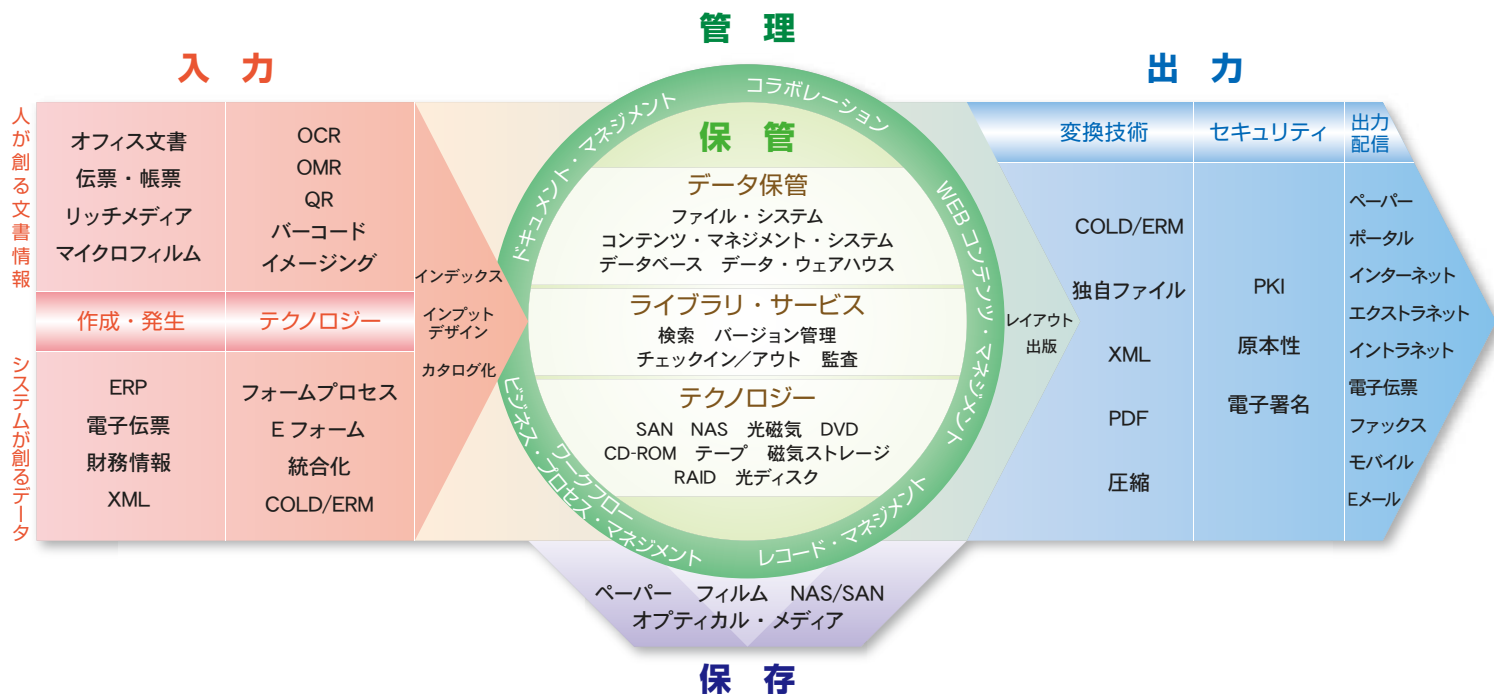 管 理
入 力
出 力
人が創る文書情報
オフィス文書
伝票・帳票
リッチメディア
マイクロフィルム
OCR
OMR
QR
バーコード
イメージング
作成・発生
テクノロジー
システムが創るデータ
ERP
電子伝票
財務情報
XML
フォームプロセス
E フォーム
統合化
COLD/ERM
インデックス
インプット
デザイン
カタログ化
ドキュメント・マネジメント
コラボレーション
WEB コンテンツ・マネジメント
レコード・マネジメント
ワークフロー
ビジネス・プロセス・マネジメント
保 管
データ保管
ファイル・システム
コンテンツ・マネジメント・システム
データベース データ・ウェアハウス
ライブラリ・サービス
検索 バージョン管理
チェックイン／アウト 監査
テクノロジー
SAN NAS 光磁気 DVD
CD-ROM テープ 磁気ストレージ
RAID 光ディスク
レイアウト
出版
変換技術
COLD/ERM
独自ファイル
XML
PDF
圧縮
セキュリティ
PKI
原本性
電子署名
出力
配信
ペーパー
ポータル
インターネット
エクストラネット
イントラネット
電子伝票
ファックス
モバイル
Eメール
ペーパー フィルム NAS/SAN
オプティカル・メディア
保 存